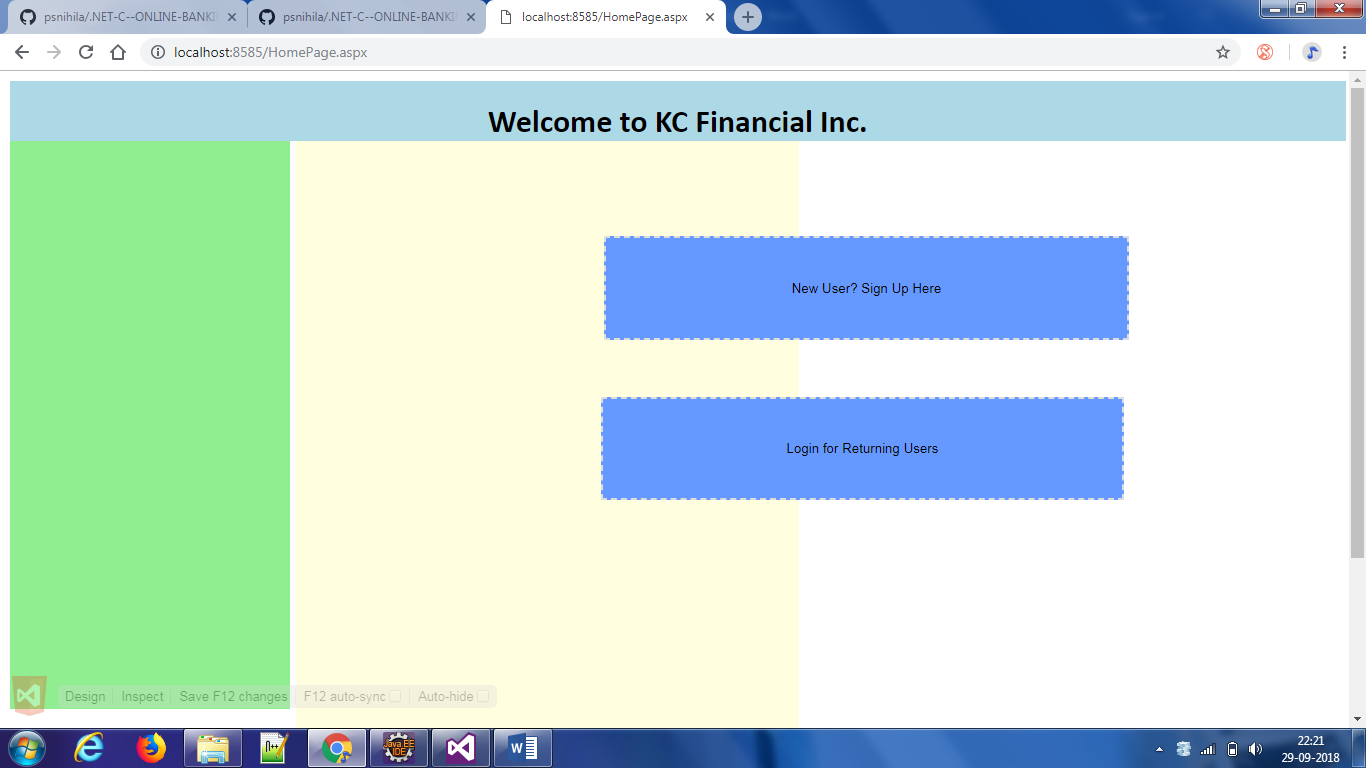 psnihila/.NET-C--ONLINE-BANKI
psnihila/.NET-C--ONLINE-BANKI
localhost:8585/HomePage.aspx
localhost:8585/HomePage.aspx
Welcome to KC Financial Inc.
New User? Sign Up Here
Login for Returning Users
Design Inspect Save F12 changes F12 auto-sync Auto-hide
Java EE
IDE
22:21
29-09-2018